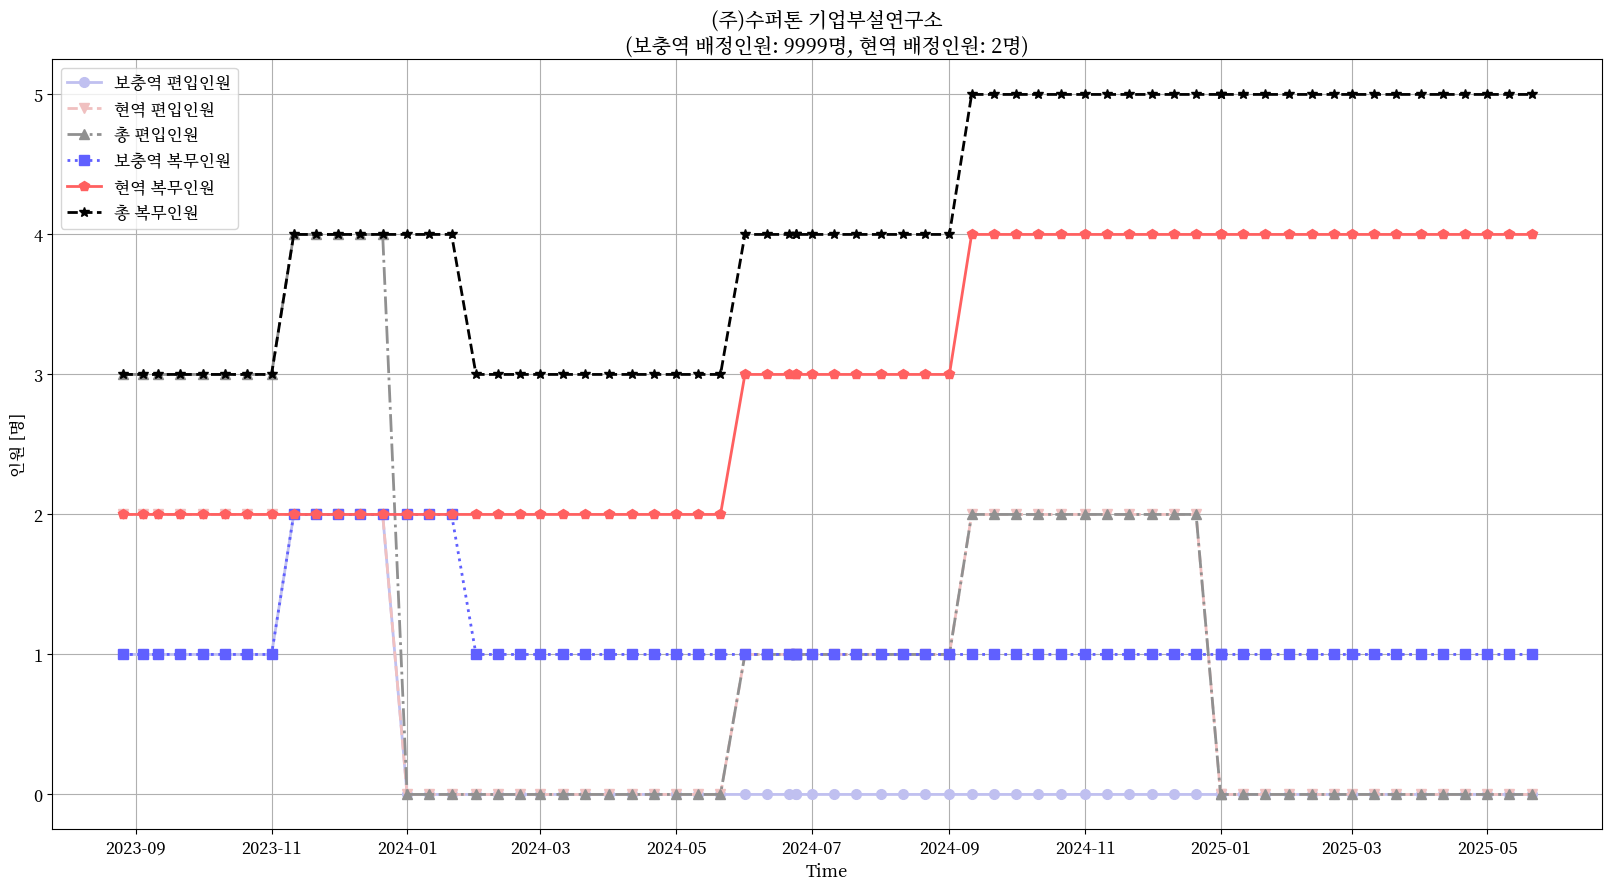 (주)수퍼톤 기업부설연구소
(보충역 배정인원: 9999명, 현역 배정인원: 2명)
보충역 편입인원
현역 편입인원
총 편입인원
보충역 복무인원
현역 복무인원
총 복무인원
인원 [명]
5
4
3
2
1
0
2023-09
2023-11
2024-01
2024-03
2024-05
2024-07
2024-09
2024-11
2025-01
2025-03
2025-05
Time